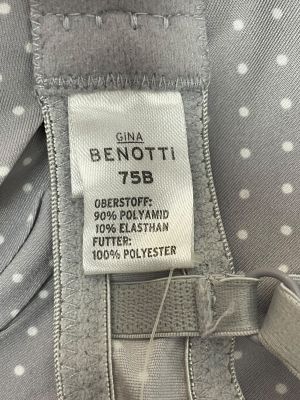 GINA
BENOTTI
75B
OBERSTOFF:
90% POLYAMID
10% ELASTHAN
FUTTER:
100% POLYESTER